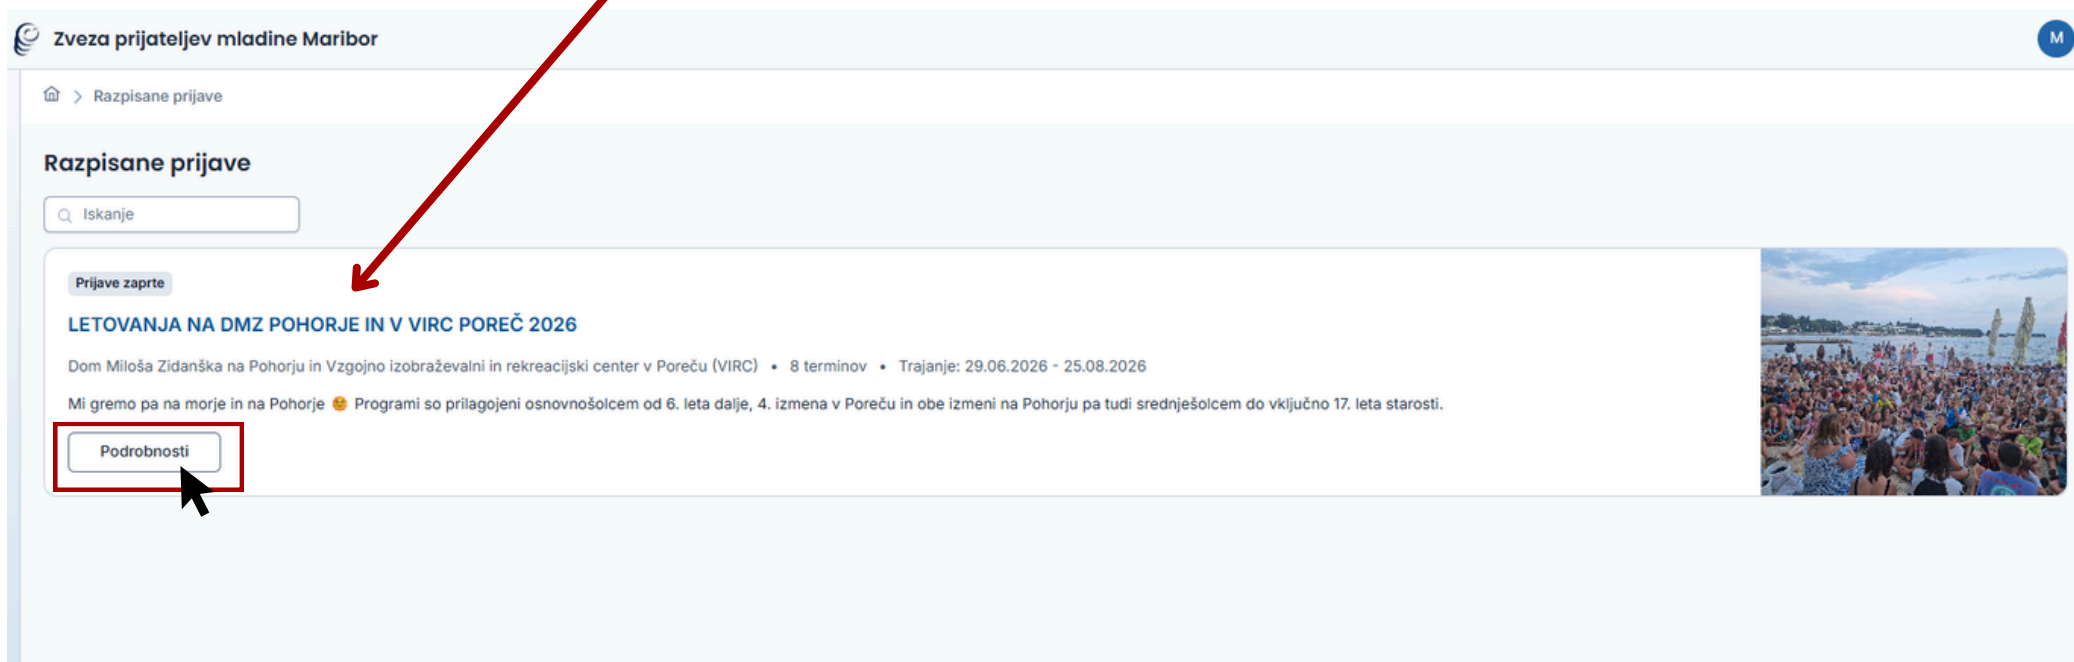 Zveza prijateljev mladine Maribor
M
Razpisane prijave
Razpisane prijave
Iskanje
Prijave zaprte
LETOVANJA NA DMZ POHORJE IN V VIRC POREČ 2026
Dom Miloša Zidanška na Pohorju in Vzgojno izobraževalni in rekreacijski center v Poreču (VIRC) • 8 terminov • Trajanje: 29.06.2026 - 25.08.2026
Mi gremo pa na morje in na Pohorje 🌞 Programi so prilagojeni osnovnošolcem od 6. leta dalje, 4. izmena v Poreču in obe izmeni na Pohorju pa tudi srednješolcem do vključno 17. leta starosti.
Podrobnosti